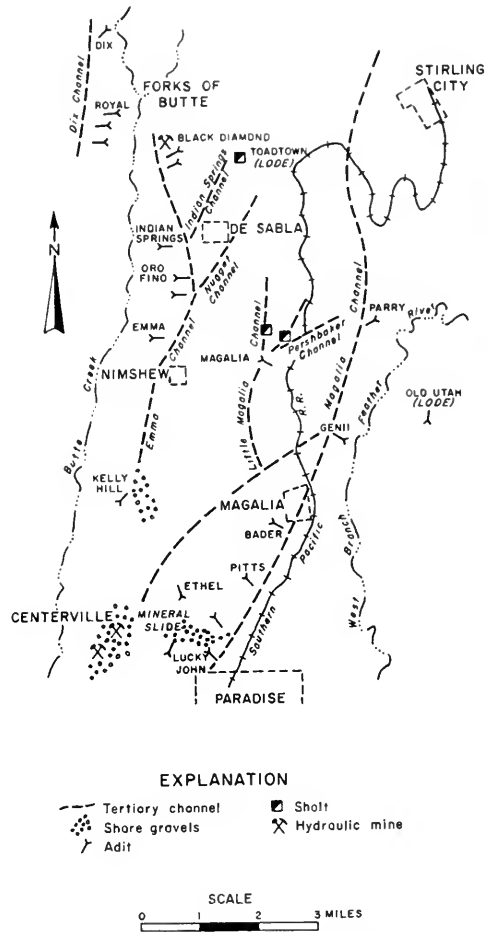 DIX
Dix Channel
FORKS OF
BUTTE
STIRLING
CITY
ROYAL
BLACK DIAMOND
TOADTOWN
(LODE)
Indian Springs
Channel
N
INDIAN
SPRINGS
DE SABLA
ORO
FINO
Nugget
Channel
EMMA
Channel
Emma
NIMSHEW
Butte
Creek
MAGALIA
Little Magalia
Channel
Pershbaker
Channel
Magalia
Channel
PARRY
West
Branch
Feather
River
OLD UTAH
(LODE)
GENII
KELLY
HILL
MAGALIA
BADER
PITTS
ETHEL
Southern
Pacific
R.R.
CENTERVILLE
MINERAL
SLIDE
LUCKY
JOHN
PARADISE
EXPLANATION
Tertiary channel
Shaft
Shore gravels
Hydraulic mine
Adit
SCALE
0 1 2 3 MILES